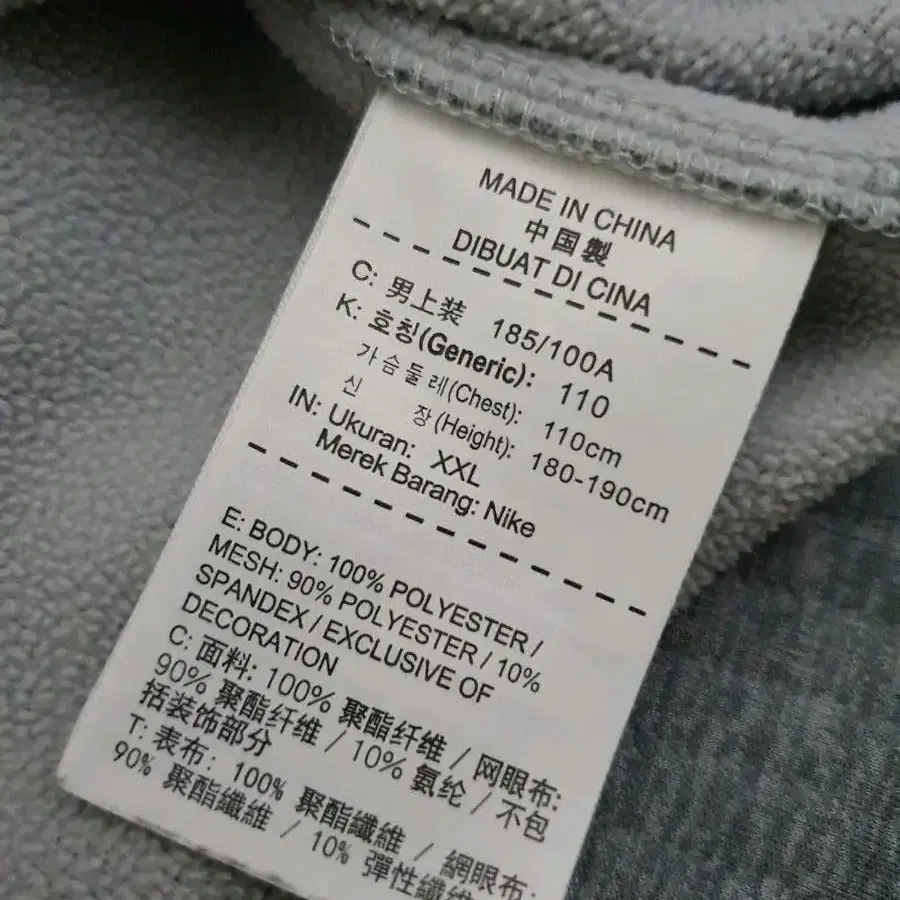 MADE IN CHINA
中国製
DIBUAT DI CINA
C: 男上装 185/100A
K: 호칭(Generic): 110
가슴둘레(Chest): 110cm
신 장(Height): 180-190cm
IN: Ukuran: XXL
Merek Barang: Nike
E: BODY: 100% POLYESTER /
MESH: 90% POLYESTER / 10%
SPANDEX / EXCLUSIVE OF
DECORATION
C: 面料: 100% 聚酯纤维 / 网眼布:
90% 聚酯纤维 / 10% 氨纶 / 不包
括装饰部分
T: 表布: 100% 聚酯纖維 / 網眼布:
90% 聚酯纖維 / 10% 彈性纖維